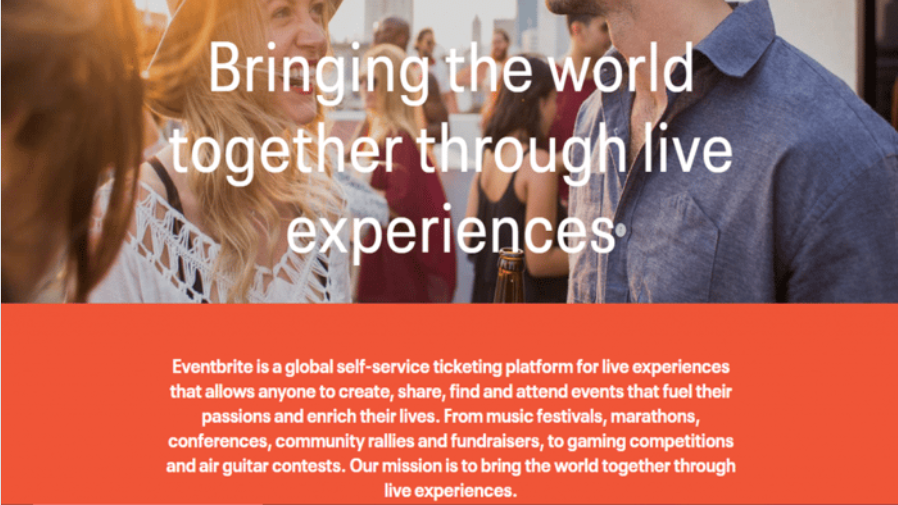 Bringing the world
together through live
experiences
Eventbrite is a global self-service ticketing platform for live experiences
that allows anyone to create, share, find and attend events that fuel their
passions and enrich their lives. From music festivals, marathons,
conferences, community rallies and fundraisers, to gaming competitions
and air guitar contests. Our mission is to bring the world together through
live experiences.